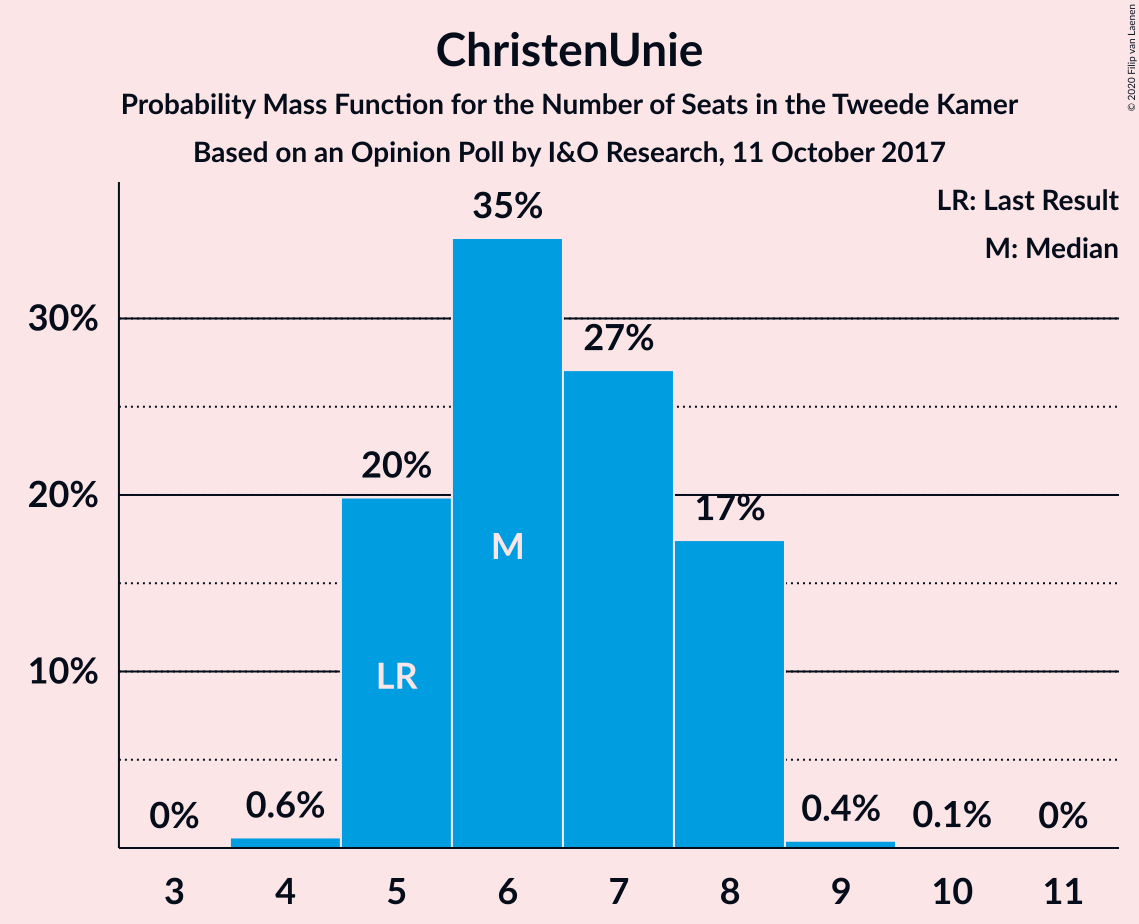 ChristenUnie
Probability Mass Function for the Number of Seats in the Tweede Kamer
Based on an Opinion Poll by I&O Research, 11 October 2017
© 2020 Filip van Laenen
LR: Last Result
M: Median
35%
30%
27%
20%
20%
17%
M
10%
LR
0%
0.6%
0.4%
0.1%
0%
3 4 5 6 7 8 9 10 11